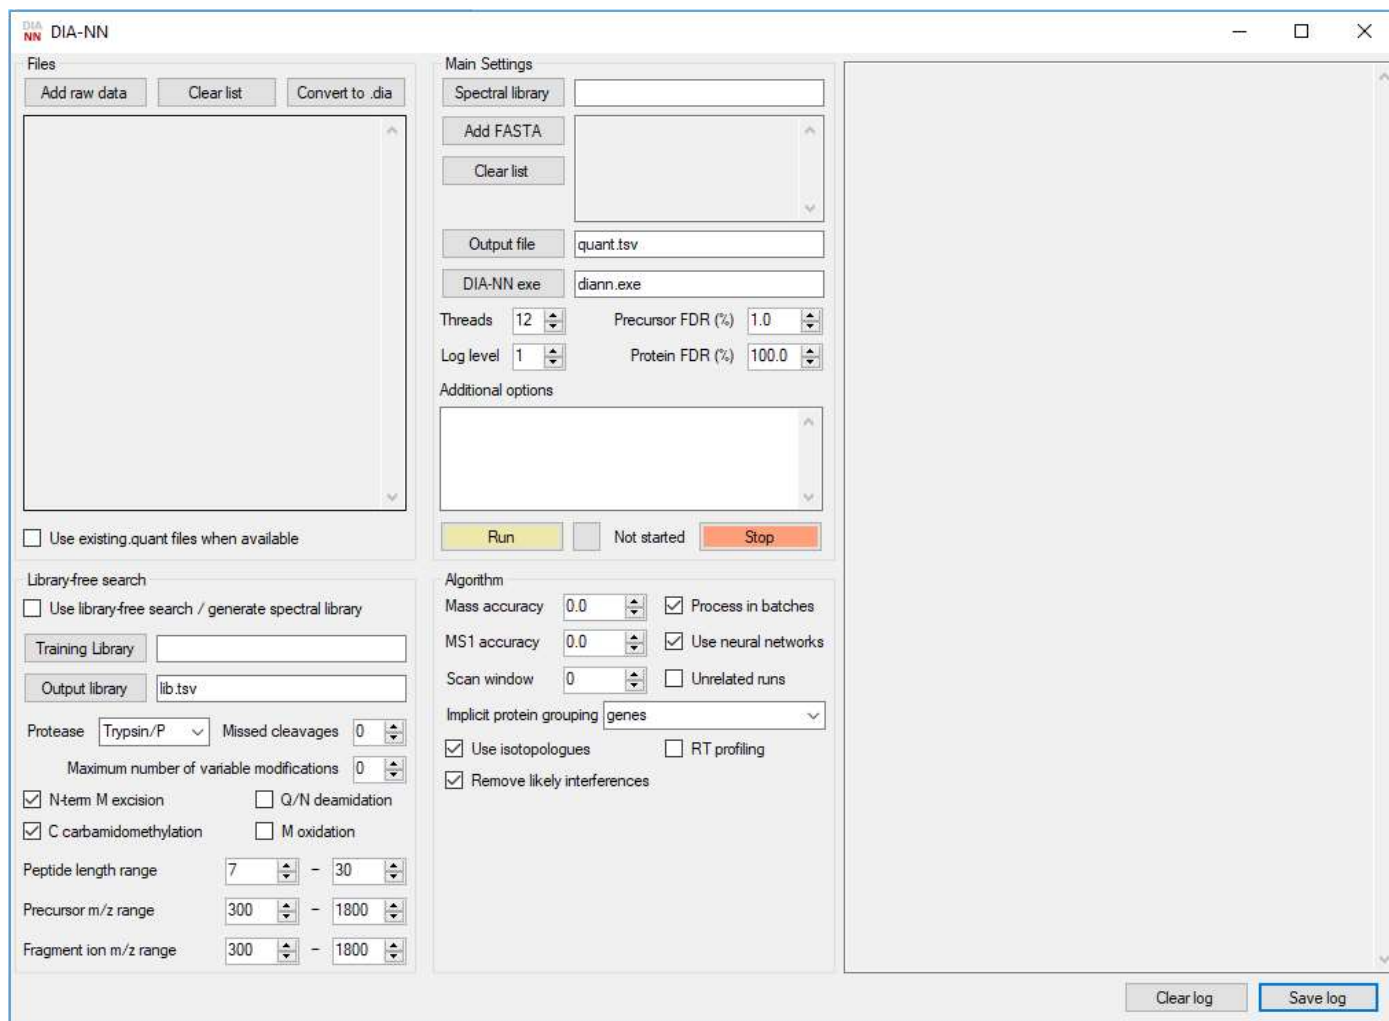 DIA NN DIA-NN
Files
Add raw data Clear list Convert to .dia
Use existing.quant files when available
Main Settings
Spectral library
Add FASTA
Clear list
Output file quant.tsv
DIA-NN exe diann.exe
Threads 12 Precursor FDR (%) 1.0
Log level 1 Protein FDR (%) 100.0
Additional options
Run Not started Stop
Library-free search
Use library-free search / generate spectral library
Training Library
Output library lib.tsv
Protease Trypsin/P Missed cleavages 0
Maximum number of variable modifications 0
N-term M excision Q/N deamidation
C carbamidomethylation M oxidation
Peptide length range 7 - 30
Precursor m/z range 300 - 1800
Fragment ion m/z range 300 - 1800
Algorithm
Mass accuracy 0.0 Process in batches
MS1 accuracy 0.0 Use neural networks
Scan window 0 Unrelated runs
Implicit protein grouping genes
Use isotopologues RT profiling
Remove likely interferences
Clear log Save log